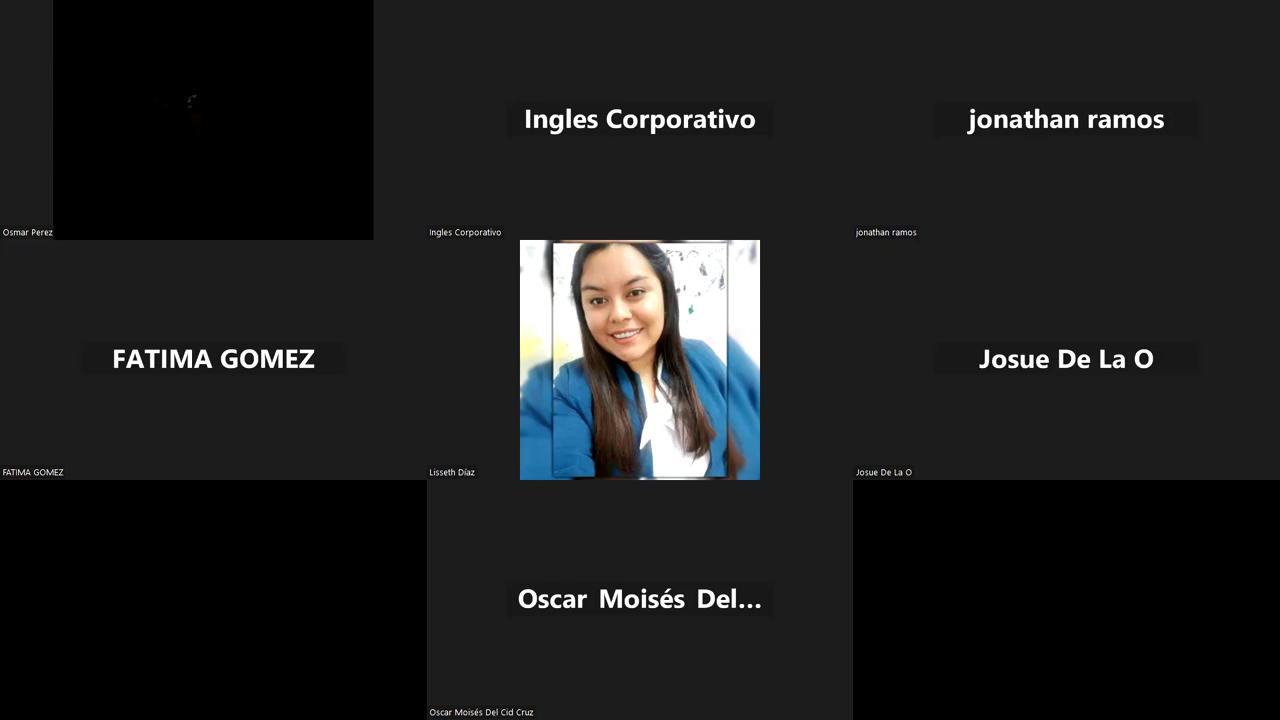 Osmar Perez
Ingles Corporativo
Ingles Corporativo
jonathan ramos
jonathan ramos
FATIMA GOMEZ
FATIMA GOMEZ
Lisseth Díaz
Josue De La O
Josue De La O
Oscar Moisés Del...
Oscar Moisés Del Cid Cruz